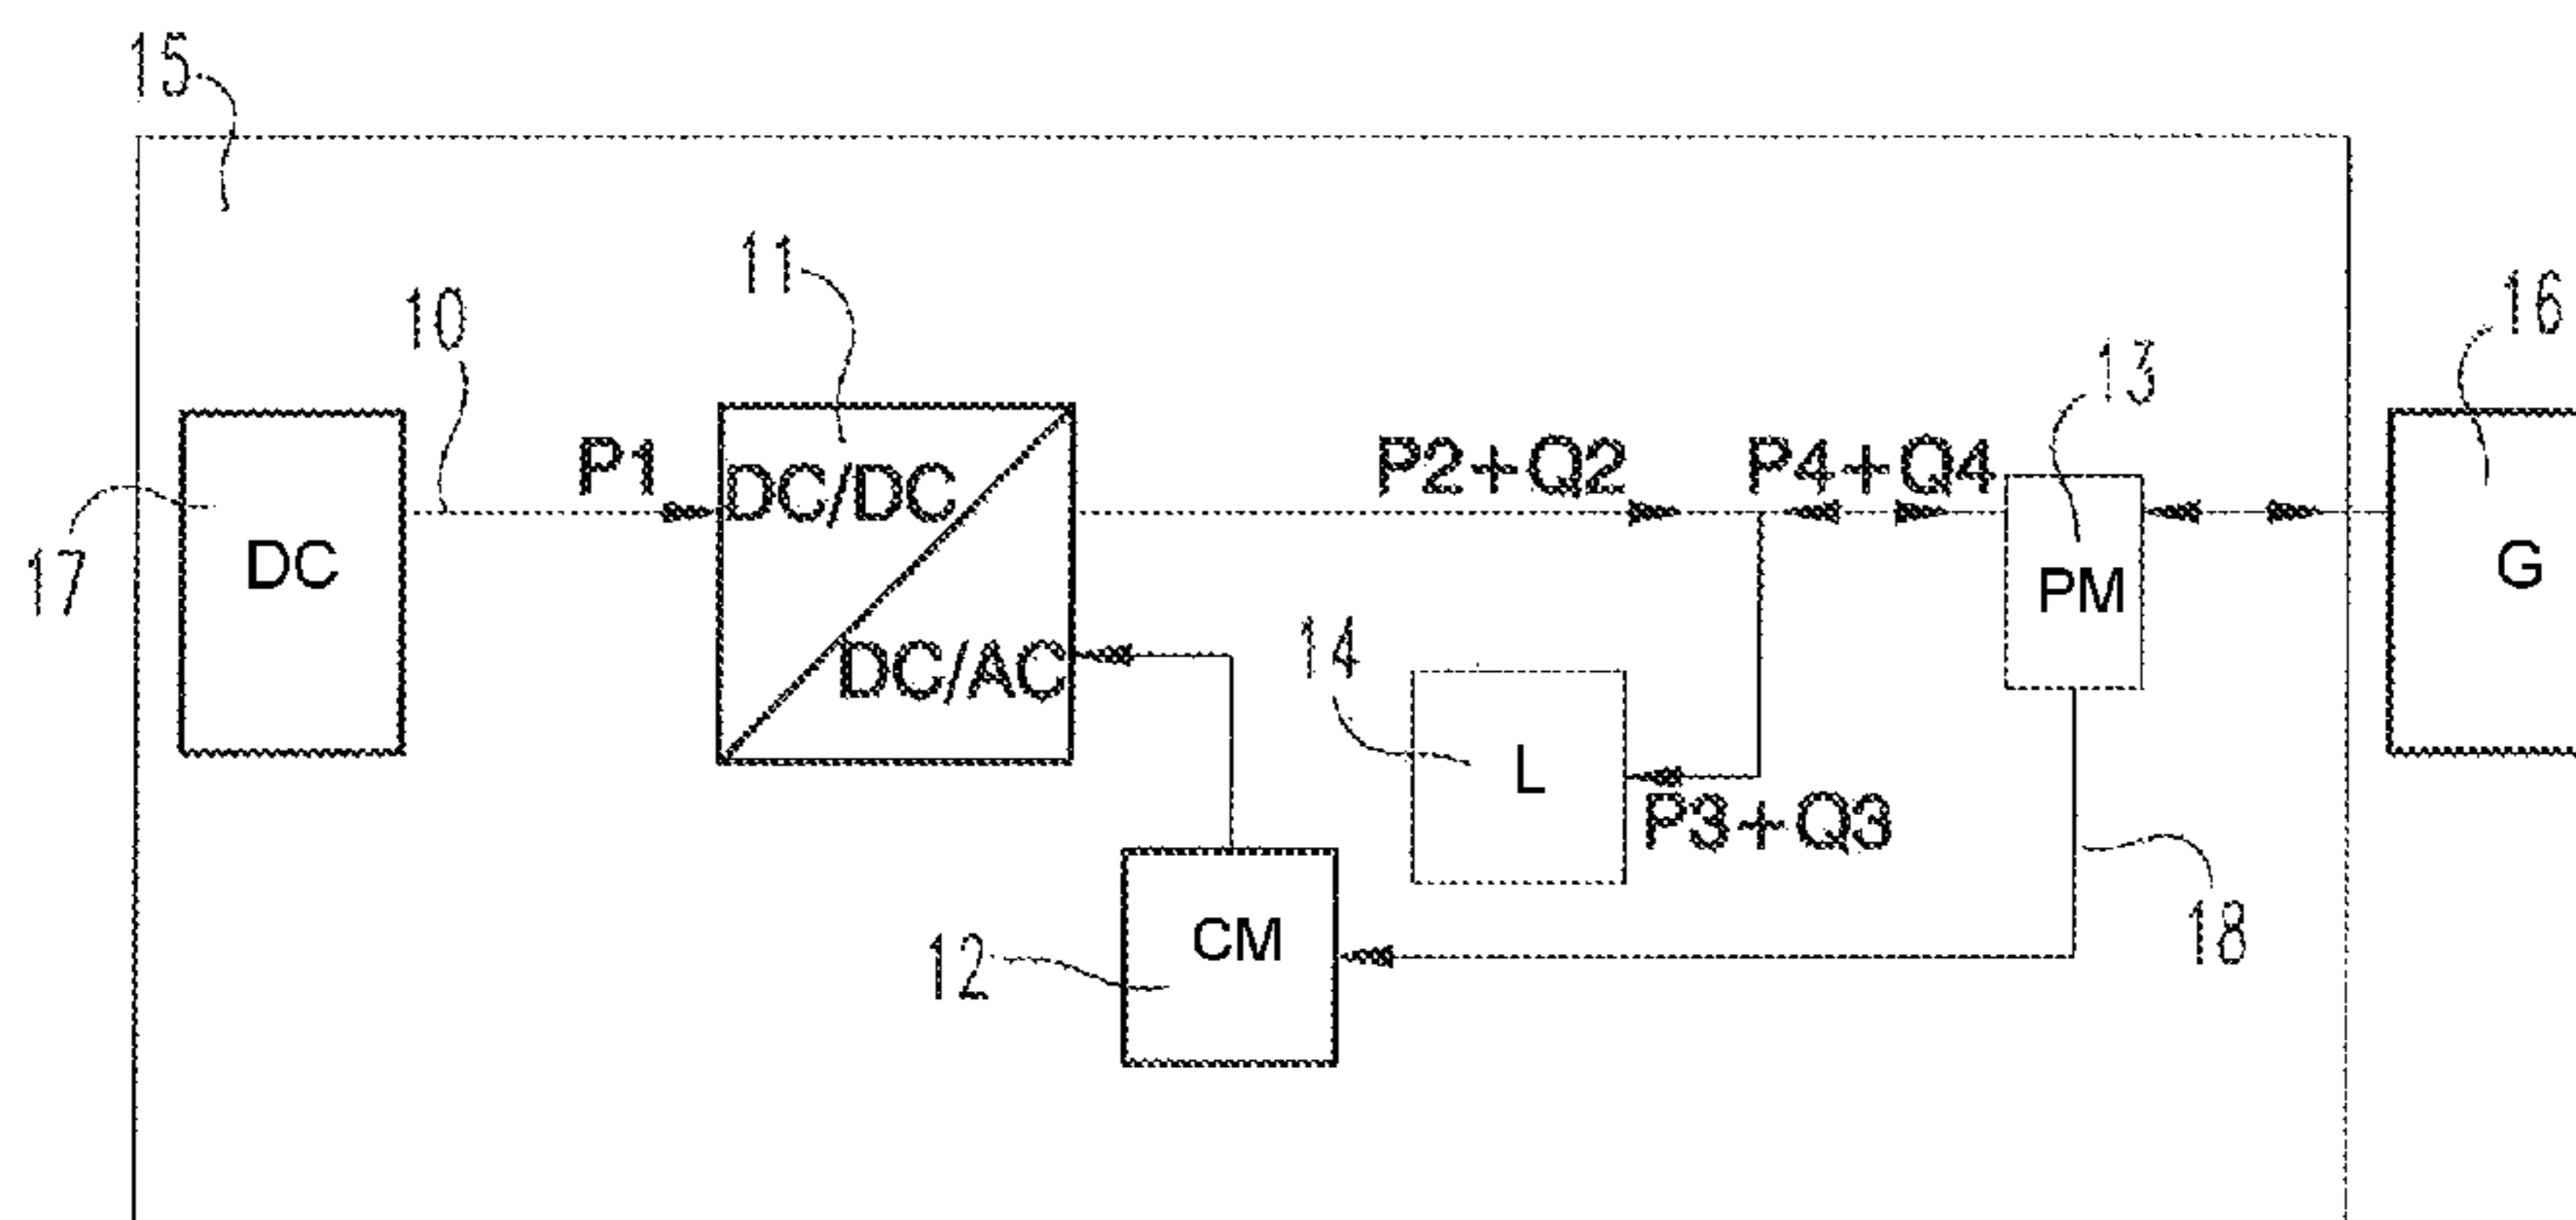 15
11
10
16
13
P1
P2+Q2
P4+Q4
DC/DC
DC
17
PM
G
14
DC/AC
L
P3+Q3
CM
12
18